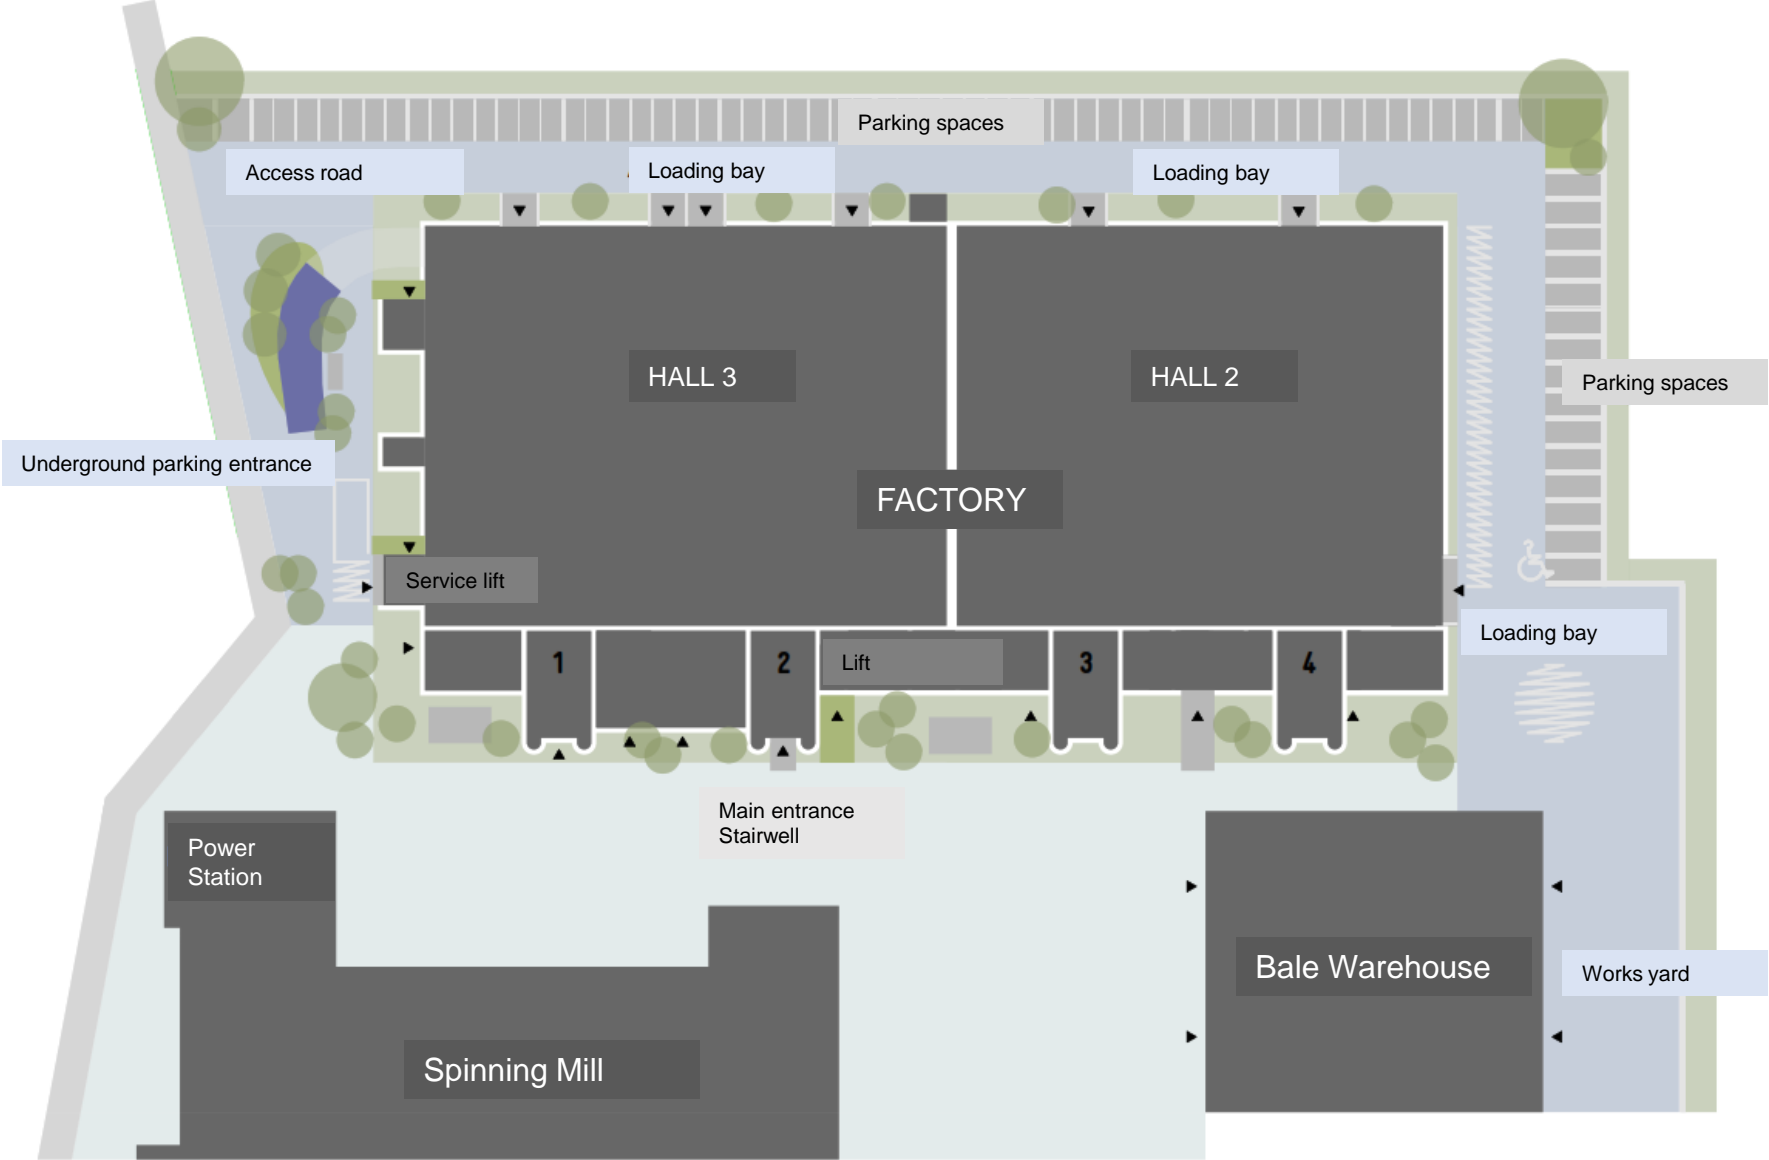 Parking spaces
Access road
Loading bay
Loading bay
HALL 3
HALL 2
Parking spaces
Underground parking entrance
FACTORY
Service lift
Loading bay
1
2
Lift
3
4
Main entrance
Stairwell
Power
Station
Bale Warehouse
Works yard
Spinning Mill